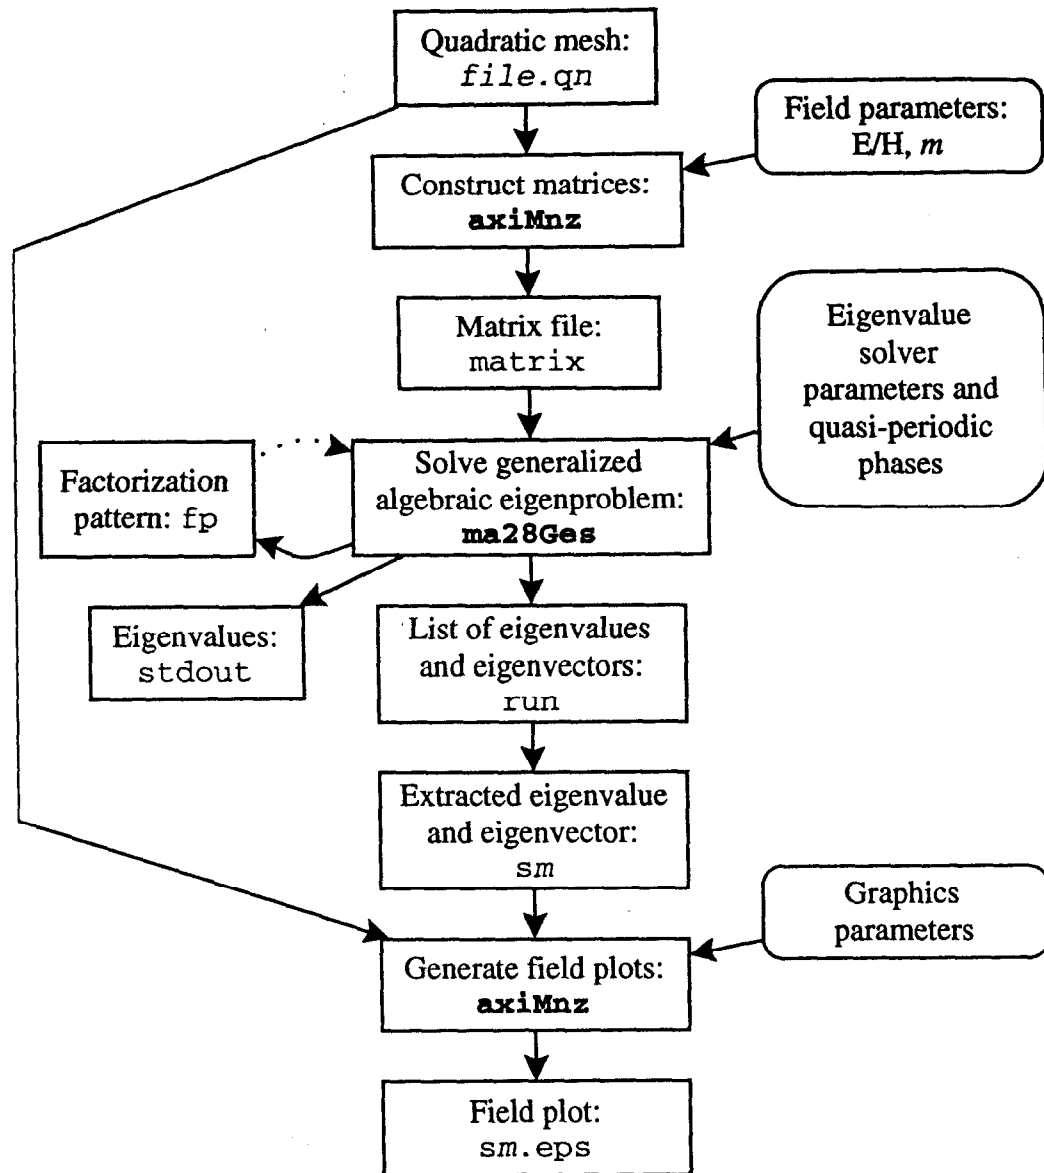 Quadratic mesh:
file.qn
Field parameters:
E/H, m
Construct matrices:
axiMnz
Matrix file:
matrix
Eigenvalue
solver
parameters and
quasi-periodic
phases
Factorization
pattern: fp
Solve generalized
algebraic eigenproblem:
ma28Ges
Eigenvalues:
stdout
List of eigenvalues
and eigenvectors:
run
Extracted eigenvalue
and eigenvector:
sm
Graphics
parameters
Generate field plots:
axiMnz
Field plot:
sm.eps